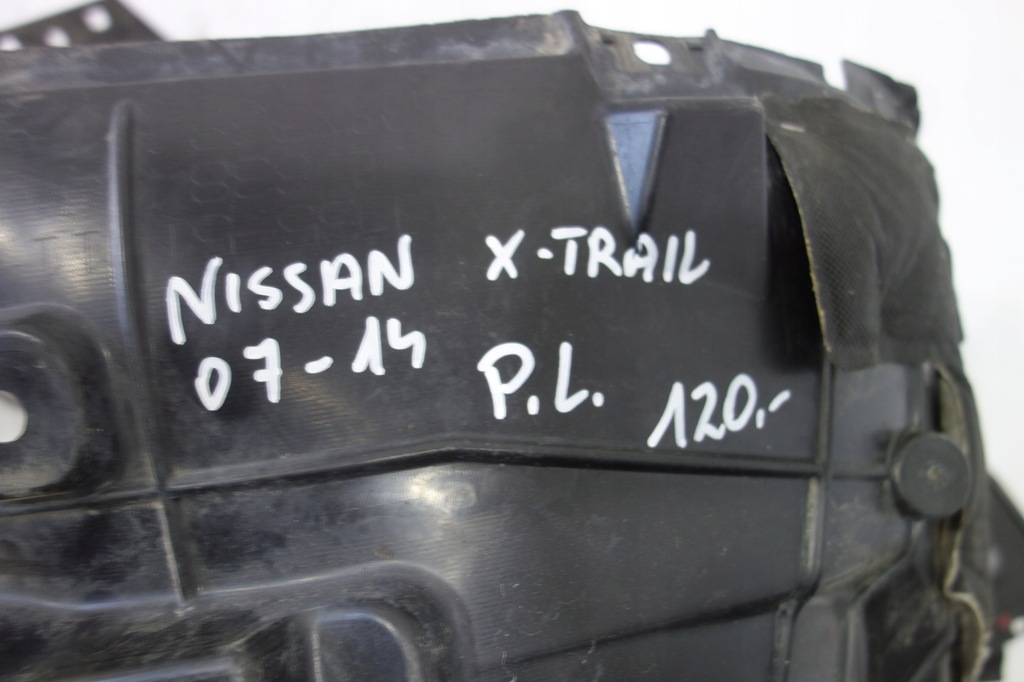 NISSAN X-TRAIL
07-14 P.L. 120.-